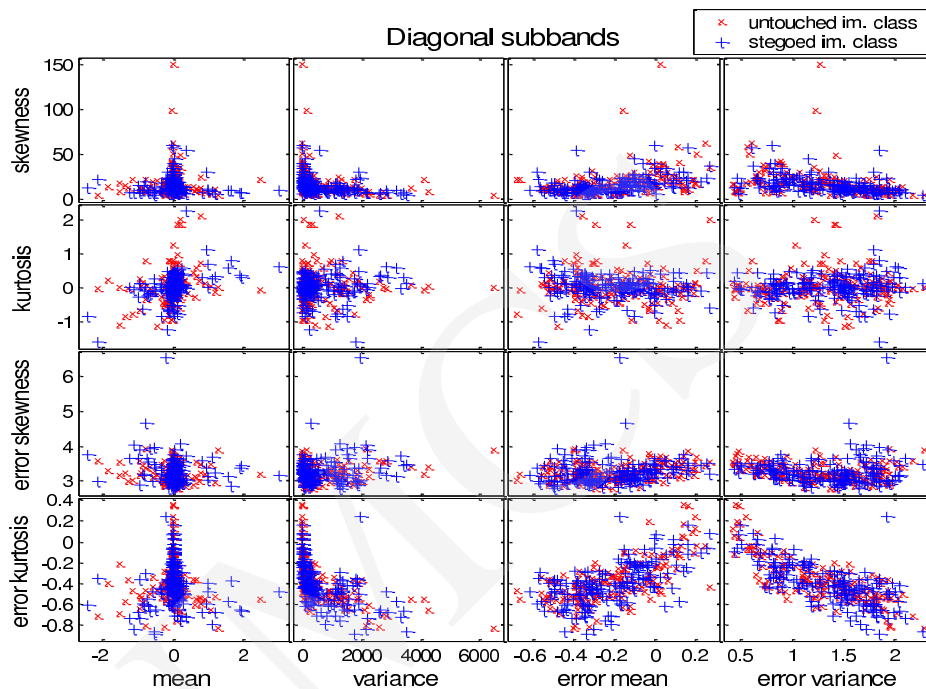 Diagonal subbands
untouched im. class
stegoed im. class
skewness
150
100
50
0
kurtosis
2
1
0
-1
error skewness
6
5
4
3
error kurtosis
0.4
0.2
0
-0.2
-0.4
-0.6
-0.8
-2 0 2
mean
0 2000 4000 6000
variance
-0.6 -0.4 -0.2 0 0.2
error mean
0.5 1 1.5 2
error variance
IMCS